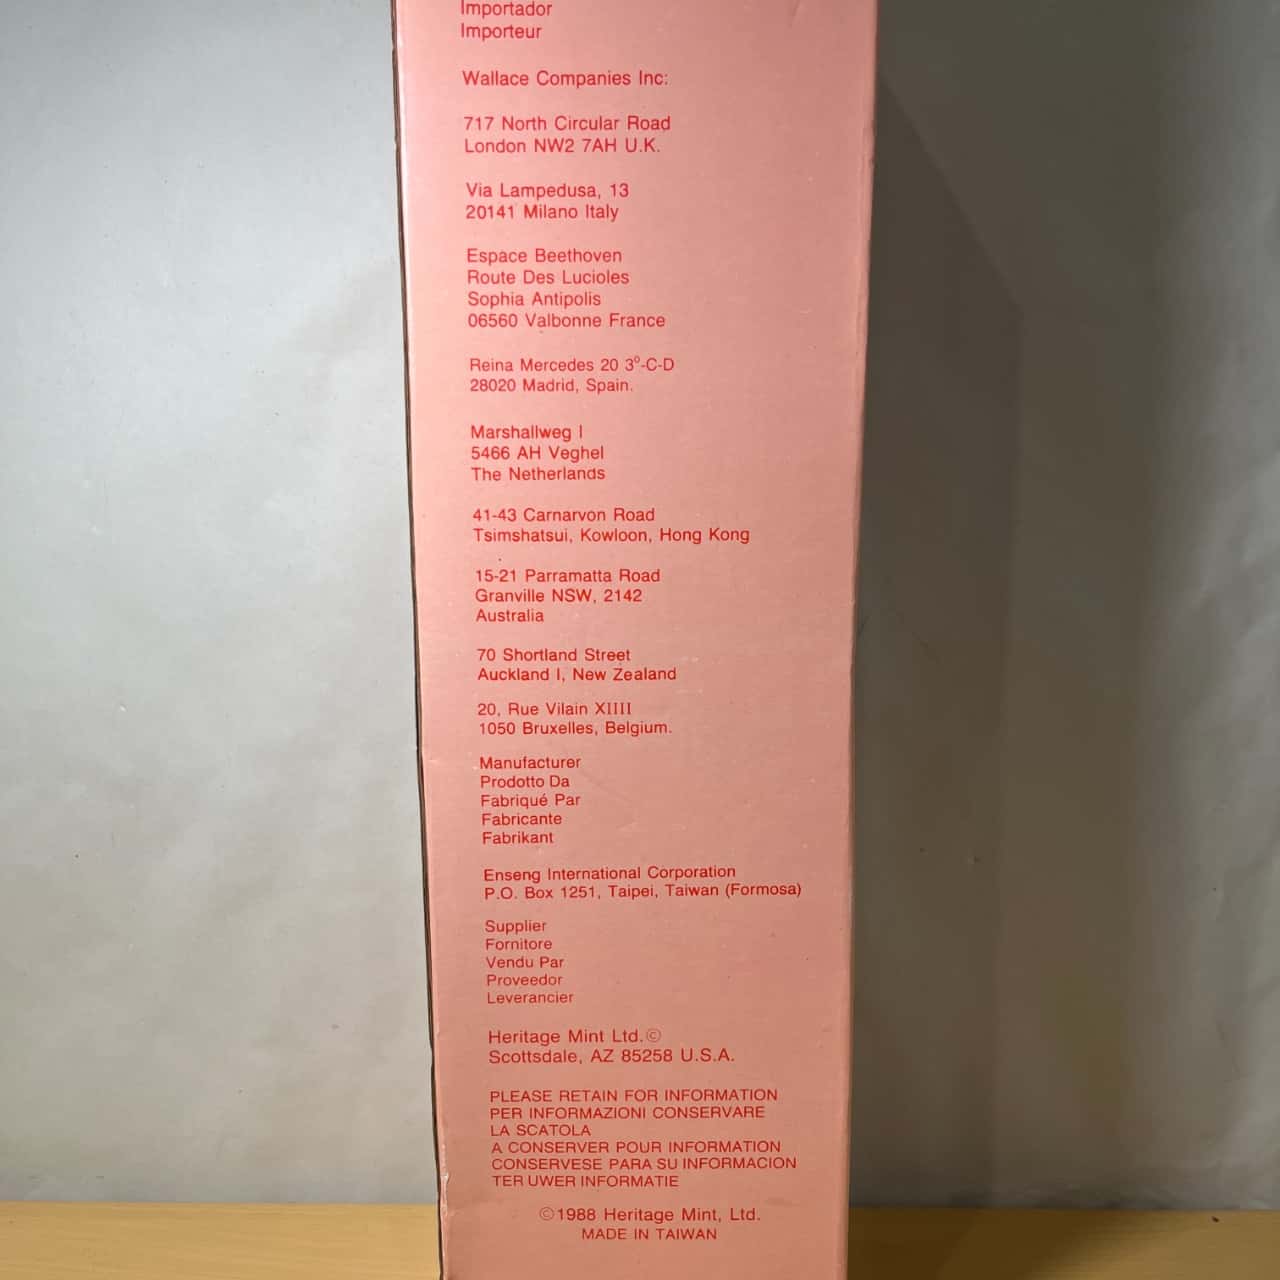 Importador
Importeur
Wallace Companies Inc:
717 North Circular Road
London NW2 7AH U.K.
Via Lampedusa, 13
20141 Milano Italy
Espace Beethoven
Route Des Lucioles
Sophia Antipolis
06560 Valbonne France
Reina Mercedes 20 3º-C-D
28020 Madrid, Spain.
Marshallweg I
5466 AH Veghel
The Netherlands
41-43 Carnarvon Road
Tsimshatsui, Kowloon, Hong Kong
15-21 Parramatta Road
Granville NSW, 2142
Australia
70 Shortland Street
Auckland I, New Zealand
20, Rue Vilain XIIII
1050 Bruxelles, Belgium.
Manufacturer
Prodotto Da
Fabriqué Par
Fabricante
Fabrikant
Enseng International Corporation
P.O. Box 1251, Taipei, Taiwan (Formosa)
Supplier
Fornitore
Vendu Par
Proveedor
Leverancier
Heritage Mint Ltd.©
Scottsdale, AZ 85258 U.S.A.
PLEASE RETAIN FOR INFORMATION
PER INFORMAZIONI CONSERVARE
LA SCATOLA
A CONSERVER POUR INFORMATION
CONSERVESE PARA SU INFORMACION
TER UWER INFORMATIE
©1988 Heritage Mint, Ltd.
MADE IN TAIWAN